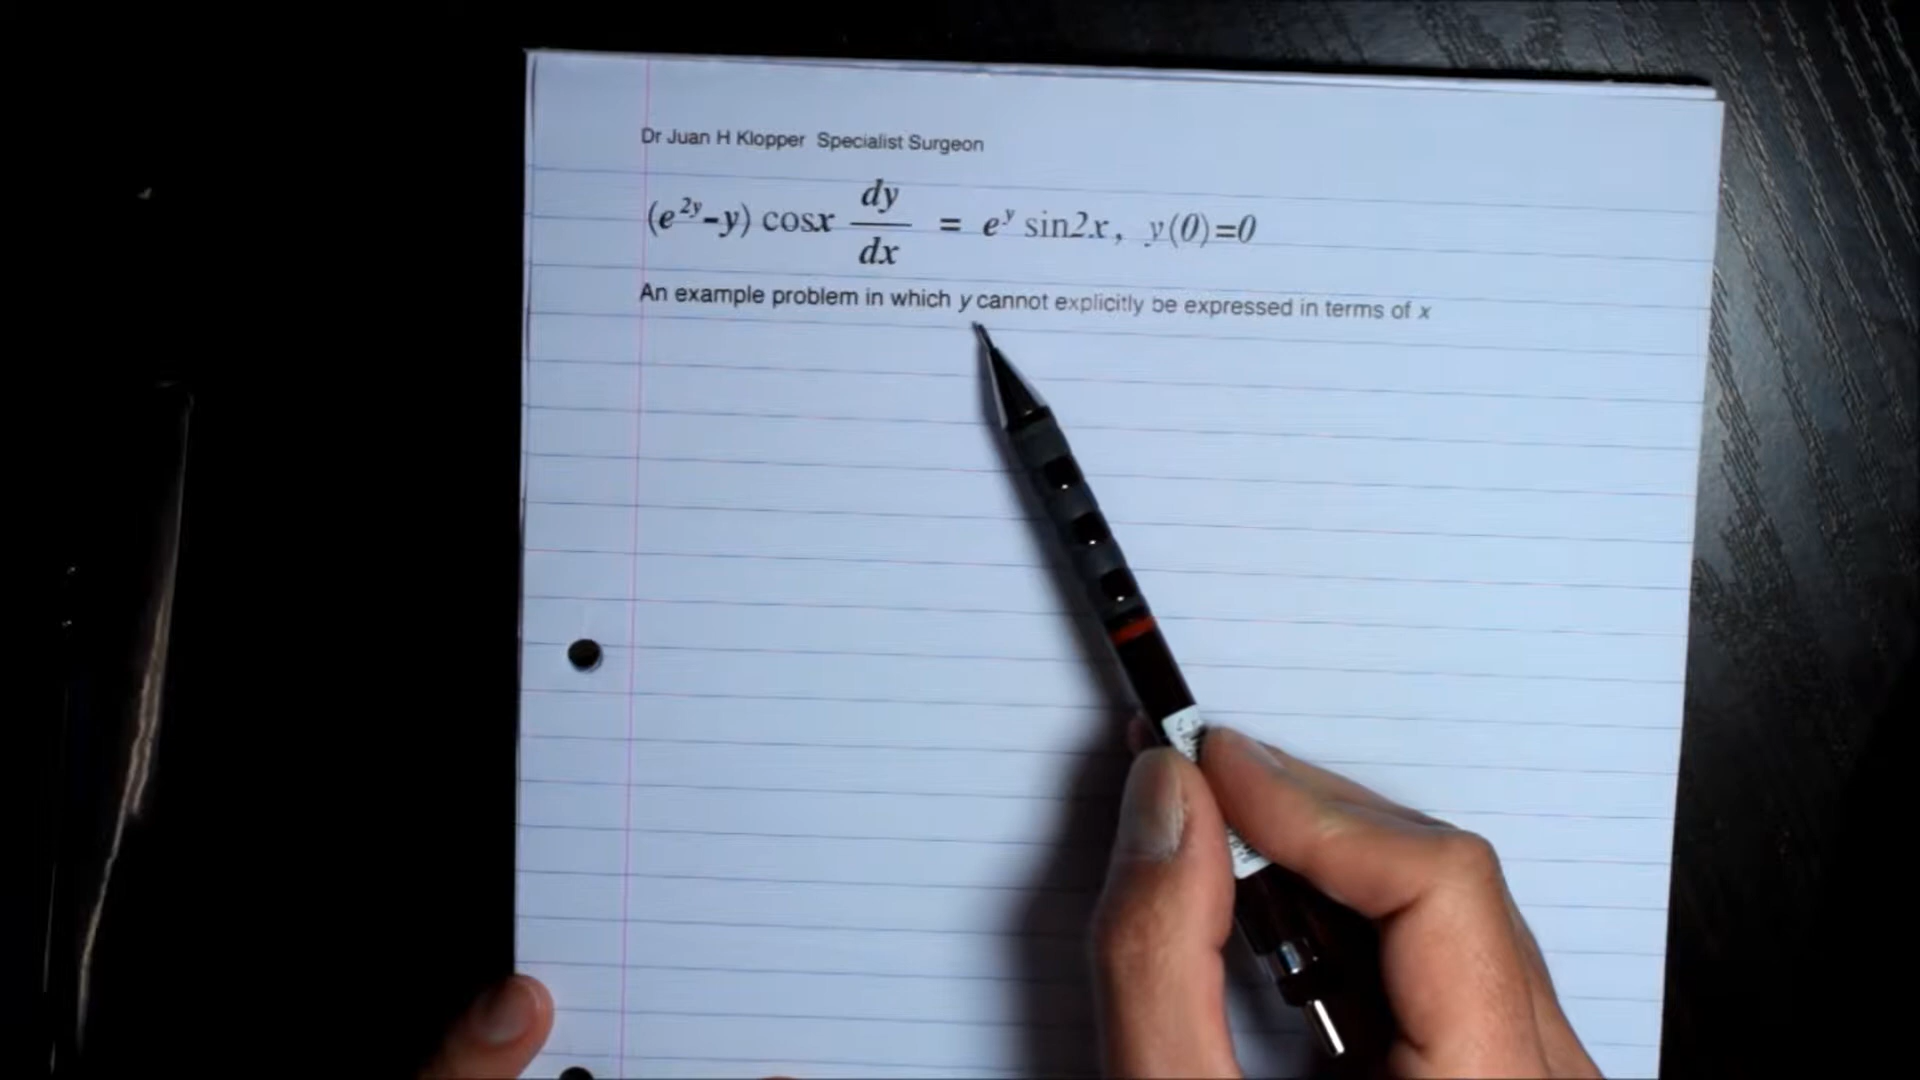 Dr Juan H Klopper Specialist Surgeon
(e^{2y}-y) cosx dy/dx = e^y sin2x, y(0)=0
An example problem in which y cannot explicitly be expressed in terms of x